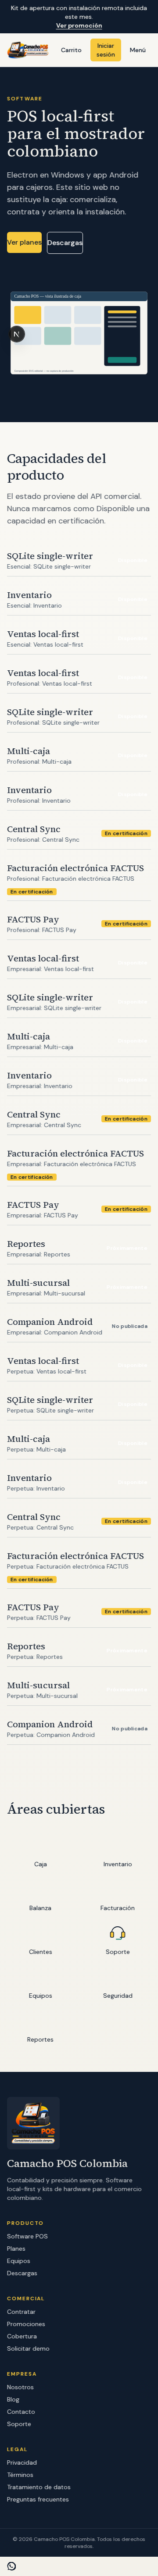 Kit de apertura con instalación remota incluida
este mes.
Ver promoción
CamachoPOS
Carrito
Iniciar
sesión
Menú
SOFTWARE
POS local-first
para el mostrador
colombiano
Electron en Windows y app Android
para cajeros. Este sitio web no
sustituye la caja: comercializa,
contrata y orienta la instalación.
Ver planes
Descargas
Camacho POS — vista ilustrada de caja
N
Capacidades del
producto
El estado proviene del API comercial.
Nunca marcamos como Disponible una
capacidad en certificación.
SQLite single-writer
Esencial: SQLite single-writer
Inventario
Esencial: Inventario
Ventas local-first
Esencial: Ventas local-first
Ventas local-first
Profesional: Ventas local-first
SQLite single-writer
Profesional: SQLite single-writer
Multi-caja
Profesional: Multi-caja
Inventario
Profesional: Inventario
Central Sync
En certificación
Profesional: Central Sync
Facturación electrónica FACTUS
Profesional: Facturación electrónica FACTUS
En certificación
FACTUS Pay
En certificación
Profesional: FACTUS Pay
Ventas local-first
Empresarial: Ventas local-first
SQLite single-writer
Empresarial: SQLite single-writer
Multi-caja
Empresarial: Multi-caja
Inventario
Empresarial: Inventario
Central Sync
En certificación
Empresarial: Central Sync
Facturación electrónica FACTUS
Empresarial: Facturación electrónica FACTUS
En certificación
FACTUS Pay
En certificación
Empresarial: FACTUS Pay
Reportes
Empresarial: Reportes
Multi-sucursal
Empresarial: Multi-sucursal
Companion Android
No publicada
Empresarial: Companion Android
Ventas local-first
Perpetua: Ventas local-first
SQLite single-writer
Perpetua: SQLite single-writer
Multi-caja
Perpetua: Multi-caja
Inventario
Perpetua: Inventario
Central Sync
En certificación
Perpetua: Central Sync
Facturación electrónica FACTUS
Perpetua: Facturación electrónica FACTUS
En certificación
FACTUS Pay
En certificación
Perpetua: FACTUS Pay
Reportes
Perpetua: Reportes
Multi-sucursal
Perpetua: Multi-sucursal
Companion Android
No publicada
Perpetua: Companion Android
Áreas cubiertas
Caja
Inventario
Balanza
Facturación
Clientes
Soporte
Equipos
Seguridad
Reportes
CamachoPOS
Camacho POS Colombia
Contabilidad y precisión siempre. Software
local-first y kits de hardware para el comercio
colombiano.
PRODUCTO
Software POS
Planes
Equipos
Descargas
COMERCIAL
Contratar
Promociones
Cobertura
Solicitar demo
EMPRESA
Nosotros
Blog
Contacto
Soporte
LEGAL
Privacidad
Términos
Tratamiento de datos
Preguntas frecuentes
© 2026 Camacho POS Colombia. Todos los derechos
reservados.